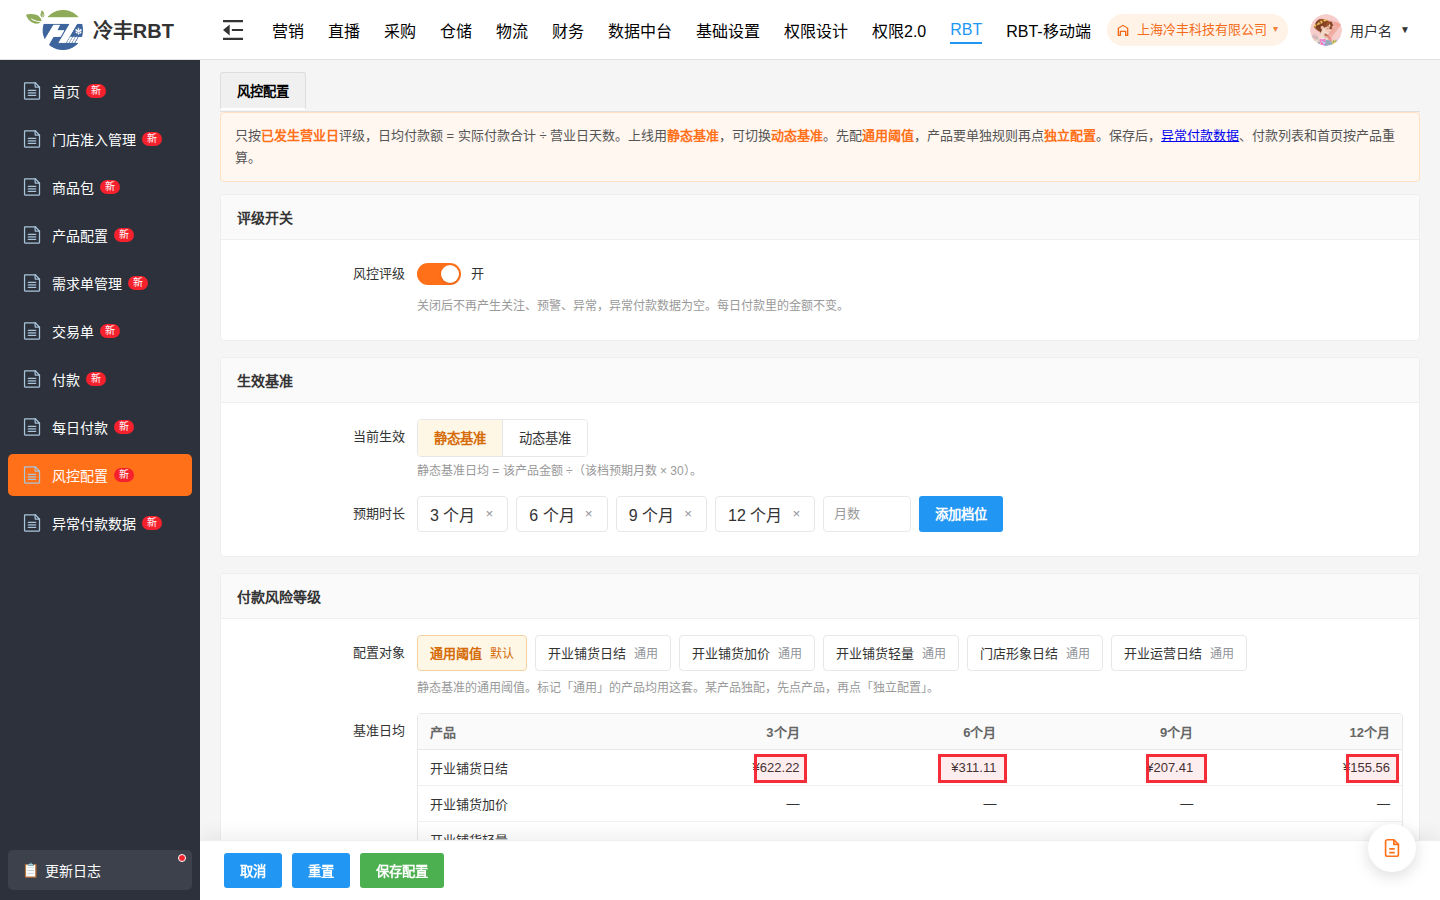 冷丰RBT
营销 直播 采购 仓储 物流 财务 数据中台 基础设置 权限设计 权限2.0 RBT RBT-移动端
上海冷丰科技有限公司 ▾
用户名 ▼
首页 新
门店准入管理 新
商品包 新
产品配置 新
需求单管理 新
交易单 新
付款 新
每日付款 新
风控配置 新
异常付款数据 新
更新日志
风控配置
只按已发生营业日评级，日均付款额 = 实际付款合计 ÷ 营业日天数。上线用静态基准，可切换动态基准。先配通用阈值，产品要单独规则再点独立配置。保存后，异常付款数据、付款列表和首页按产品重
算。
评级开关
风控评级 开
关闭后不再产生关注、预警、异常，异常付款数据为空。每日付款里的金额不变。
生效基准
当前生效 静态基准 动态基准
静态基准日均 = 该产品金额 ÷（该档预期月数 × 30）。
预期时长 3 个月 × 6 个月 × 9 个月 × 12 个月 × 月数 添加档位
付款风险等级
配置对象 通用阈值 默认 开业铺货日结 通用 开业铺货加价 通用 开业铺货轻量 通用 门店形象日结 通用 开业运营日结 通用
静态基准的通用阈值。标记「通用」的产品均用这套。某产品独配，先点产品，再点「独立配置」。
基准日均 产品 3个月 6个月 9个月 12个月
开业铺货日结 ¥622.22 ¥311.11 ¥207.41 ¥155.56
开业铺货加价 — — — —
开业铺货轻量
取消 重置 保存配置